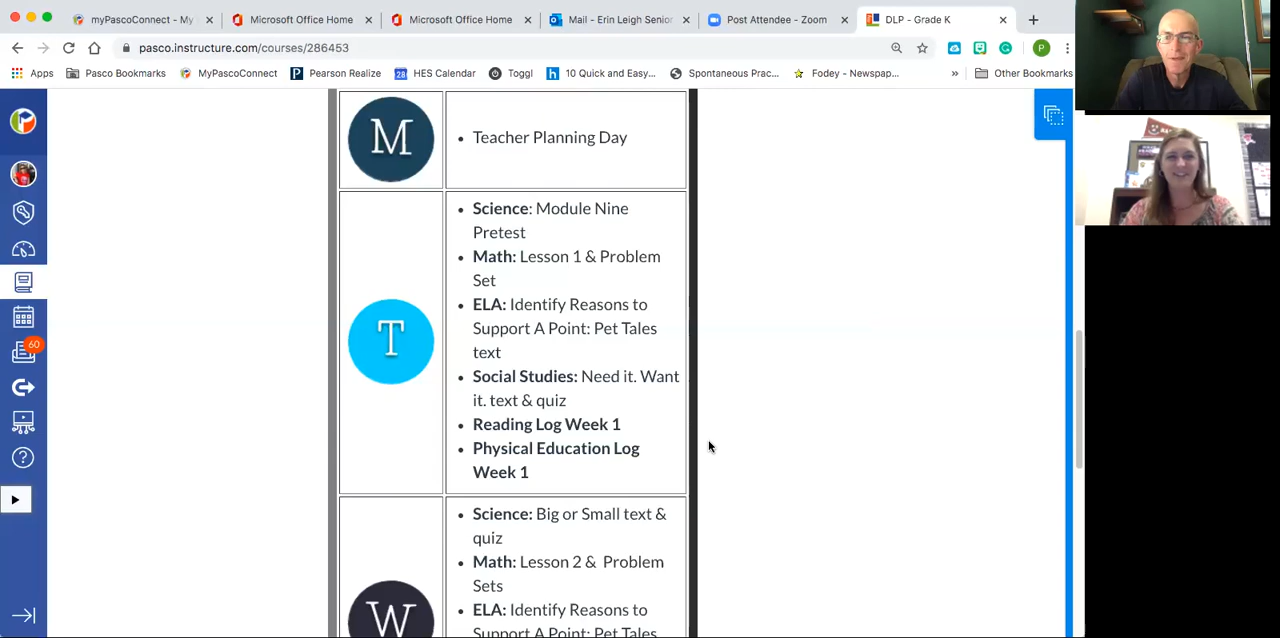 myPascoConnect - My
Microsoft Office Home
Microsoft Office Home
Mail - Erin Leigh Senior
Post Attendee - Zoom
DLP - Grade K
pasco.instructure.com/courses/286453
P
Apps
Pasco Bookmarks
MyPascoConnect
Pearson Realize
28
HES Calendar
Toggl
h
10 Quick and Easy...
Spontaneous Prac...
Fodey - Newspap...
»
Other Bookmarks
60
M
Teacher Planning Day
T
Science: Module Nine
Pretest
Math: Lesson 1 & Problem
Set
ELA: Identify Reasons to
Support A Point: Pet Tales
text
Social Studies: Need it. Want
it. text & quiz
Reading Log Week 1
Physical Education Log
Week 1
W
Science: Big or Small text &
quiz
Math: Lesson 2 & Problem
Sets
ELA: Identify Reasons to
Support A Point: Pet Tales